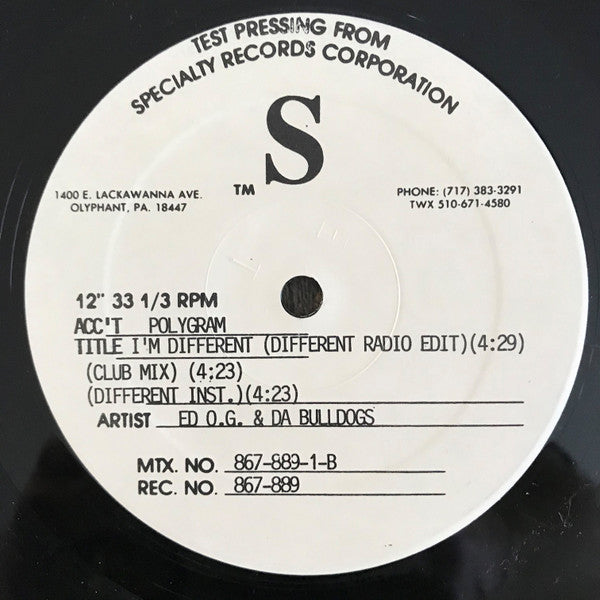 TEST PRESSING FROM
SPECIALTY RECORDS CORPORATION
S
TM
1400 E. LACKAWANNA AVE.
OLYPHANT, PA. 18447
PHONE: (717) 383-3291
TWX 510-671-4580
12" 33 1/3 RPM
ACC'T POLYGRAM
TITLE I'M DIFFERENT (DIFFERENT RADIO EDIT)(4:29)
(CLUB MIX) (4;23)
(DIFFERENT INST.)(4:23)
ARTIST ED O.G. & DA BULLDOGS
MTX. NO. 867-889-1-B
REC. NO. 867-889